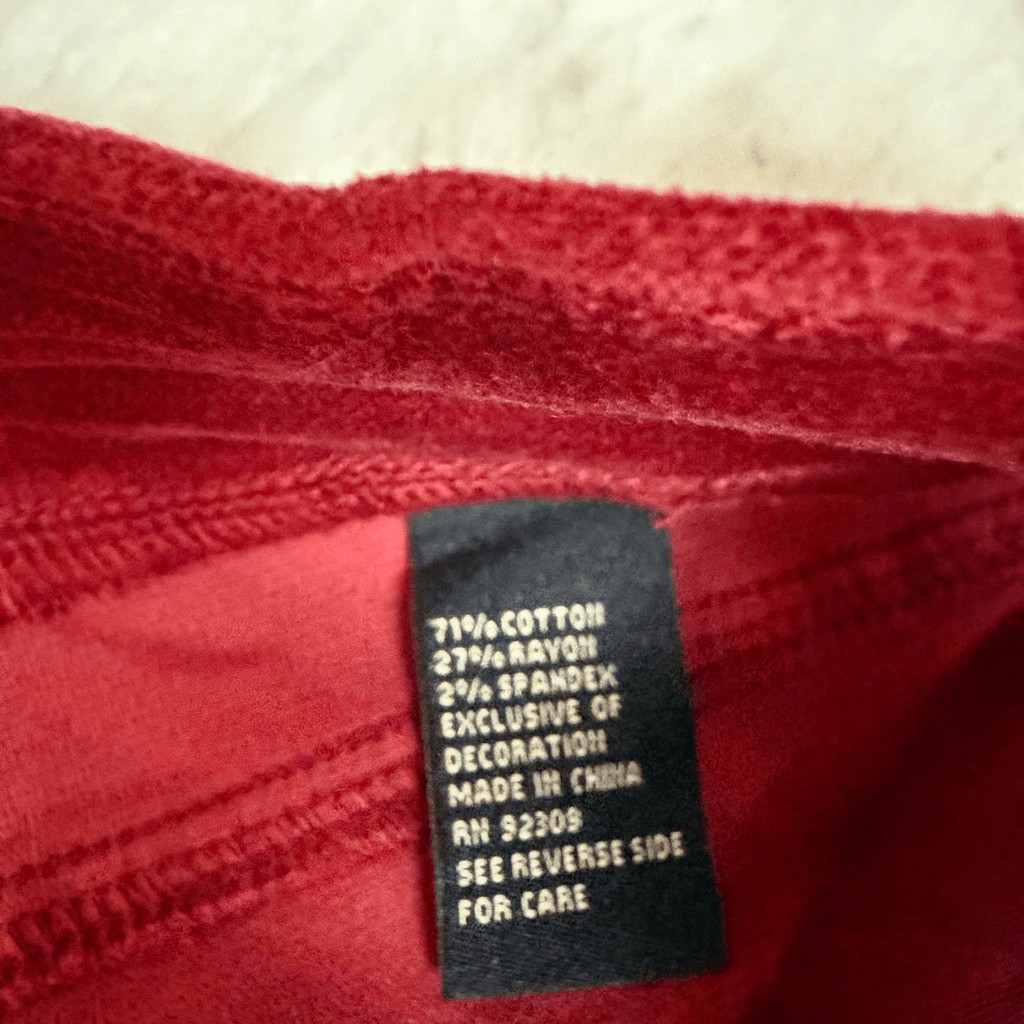 71% COTTON
27% RAYON
2% SPANDEX
EXCLUSIVE OF
DECORATION
MADE IN CHINA
RN 92309
SEE REVERSE SIDE
FOR CARE